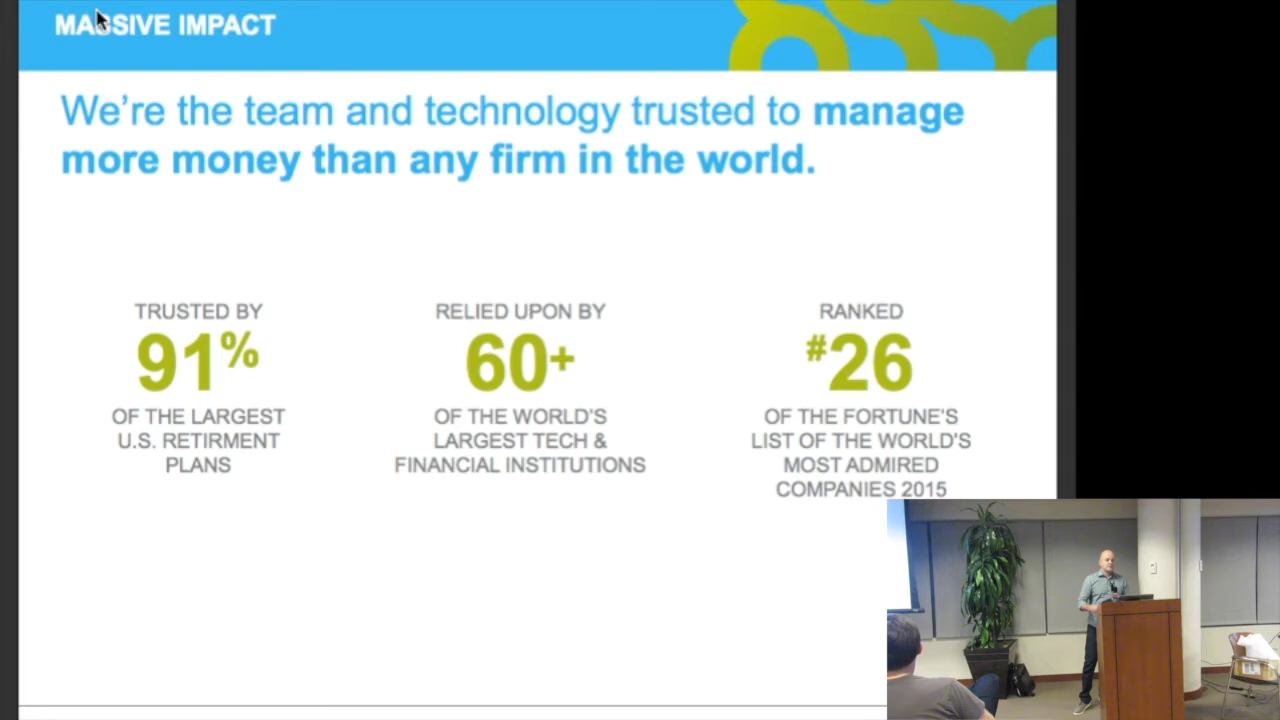 MASSIVE IMPACT
We're the team and technology trusted to manage
more money than any firm in the world.
TRUSTED BY
91%
OF THE LARGEST
U.S. RETIRMENT
PLANS
RELIED UPON BY
60+
OF THE WORLD'S
LARGEST TECH &
FINANCIAL INSTITUTIONS
RANKED
#26
OF THE FORTUNE'S
LIST OF THE WORLD'S
MOST ADMIRED
COMPANIES 2015